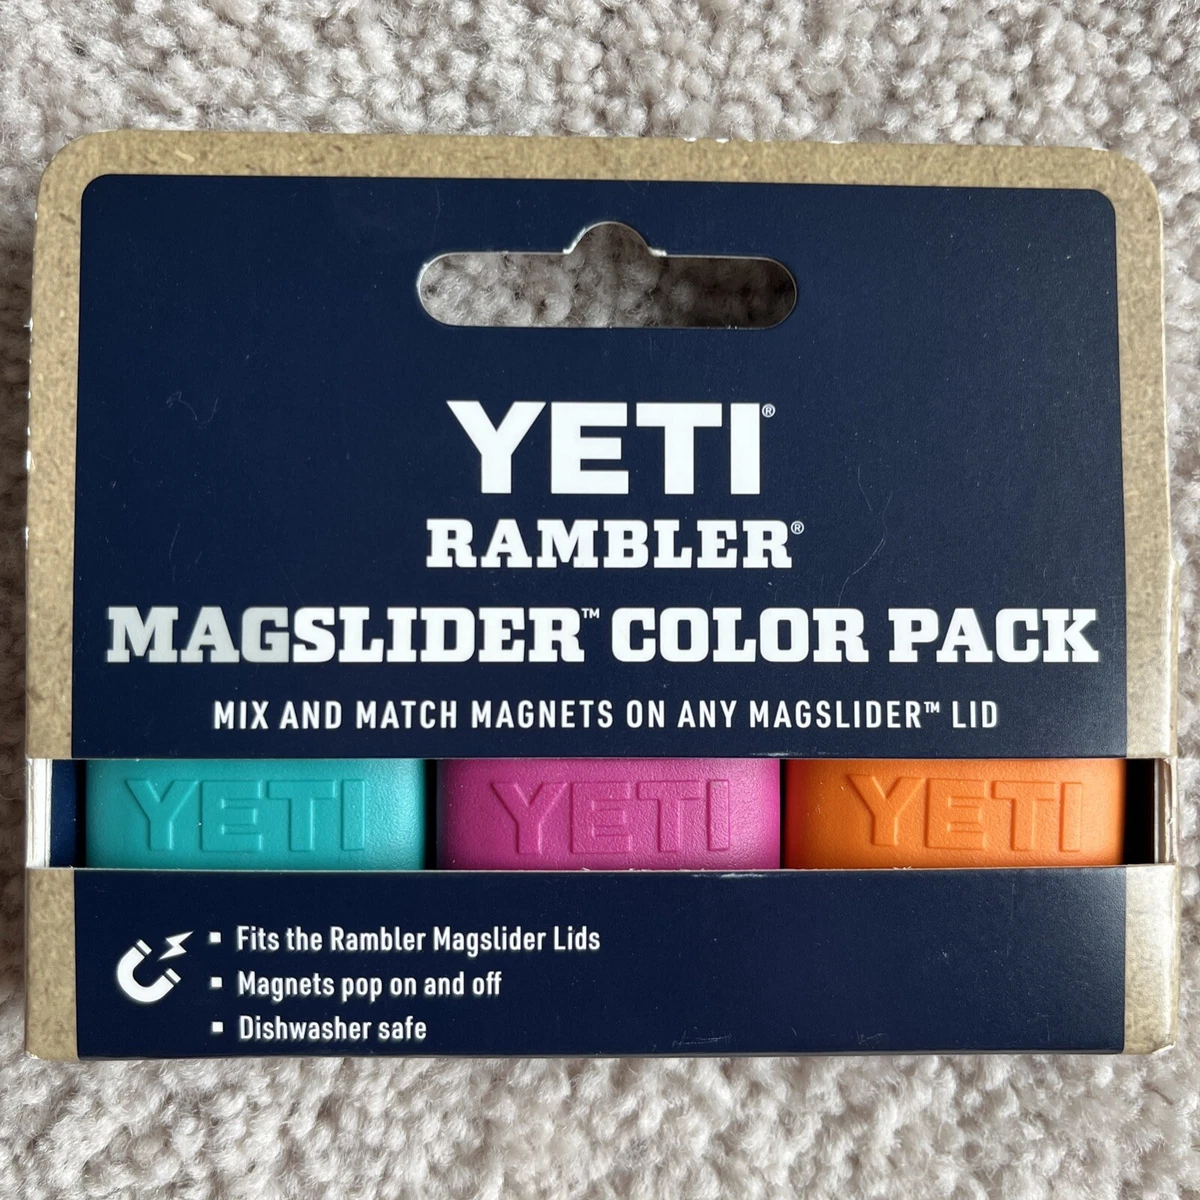 YETI®
RAMBLER®
MAGSLIDER™ COLOR PACK
MIX AND MATCH MAGNETS ON ANY MAGSLIDER™ LID
YETI YETI YETI
▪ Fits the Rambler Magslider Lids
▪ Magnets pop on and off
▪ Dishwasher safe